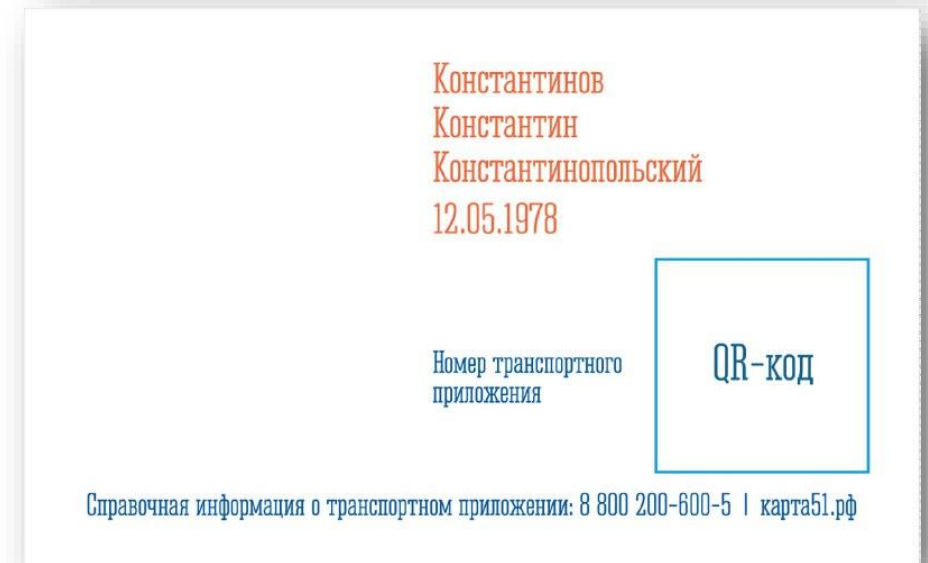 Константинов
Константин
Константинопольский
12.05.1978
Номер транспортного
приложения
QR-код
Справочная информация о транспортном приложении: 8 800 200-600-5 | карта51.рф